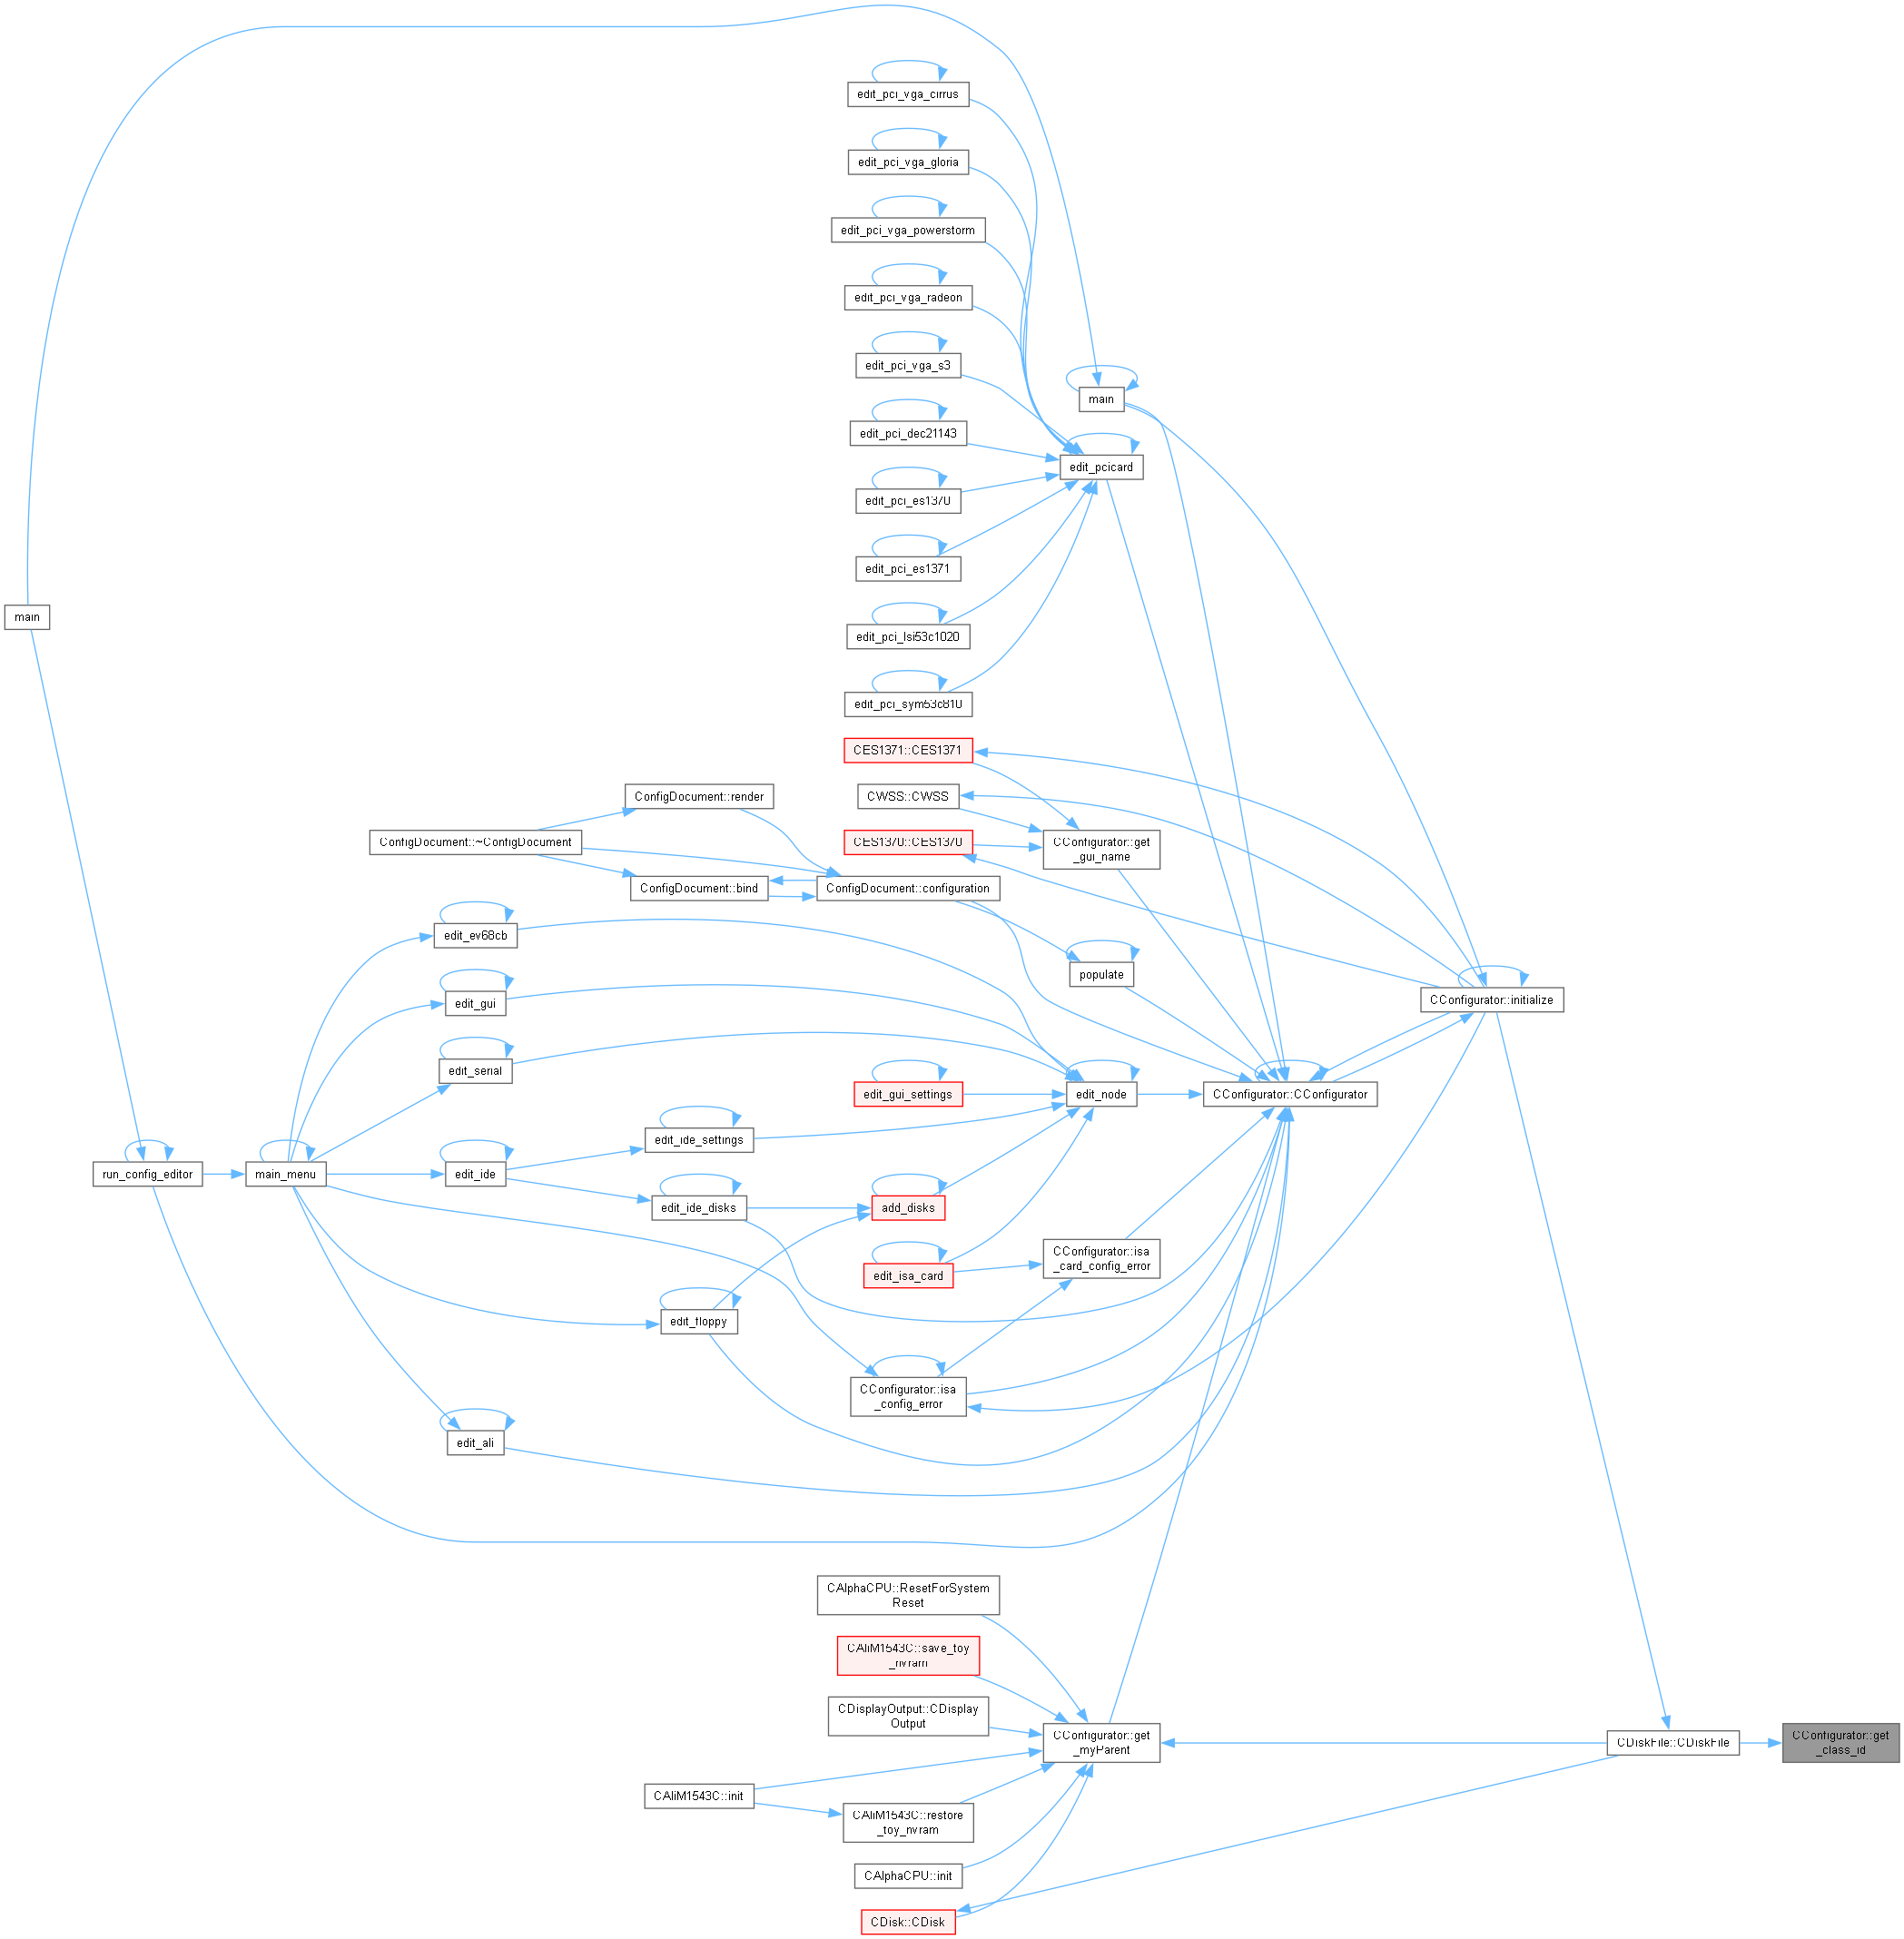 edit_pci_vga_cirrus
edit_pci_vga_gloria
edit_pci_vga_powerstorm
edit_pci_vga_radeon
edit_pci_vga_s3
main
edit_pci_dec21143
edit_pcicard
edit_pci_es1370
edit_pci_es1371
main
edit_pci_lsi53c1020
edit_pci_sym53c810
CES1371::CES1371
ConfigDocument::render
CWSS::CWSS
ConfigDocument::~ConfigDocument
CES1370::CES1370
CConfigurator::get
_gui_name
ConfigDocument::bind
ConfigDocument::configuration
edit_ev68cb
populate
edit_gui
CConfigurator::initialize
edit_serial
edit_gui_settings
edit_node
CConfigurator::CConfigurator
edit_ide_settings
run_config_editor
main_menu
edit_ide
edit_ide_disks
add_disks
CConfigurator::isa
_card_config_error
edit_isa_card
edit_floppy
CConfigurator::isa
_config_error
edit_ali
CAlphaCPU::ResetForSystem
Reset
CAliM1543C::save_toy
_nvram
CDisplayOutput::CDisplay
Output
CConfigurator::get
_myParent
CDiskFile::CDiskFile
CConfigurator::get
_class_id
CAliM1543C::init
CAliM1543C::restore
_toy_nvram
CAlphaCPU::init
CDisk::CDisk